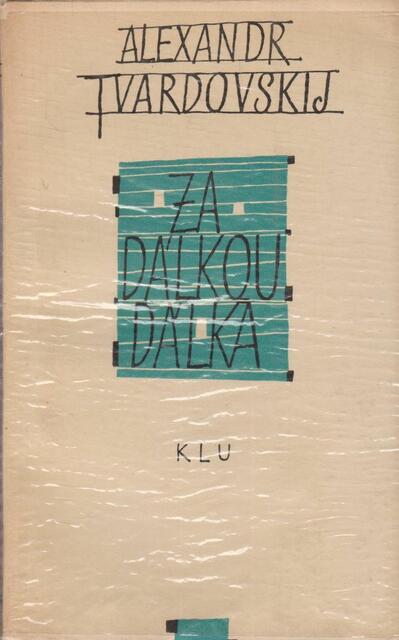 ALEXANDR
TVARDOVSKIJ
ZA
DÁLKOU
DÁLKA
KLU